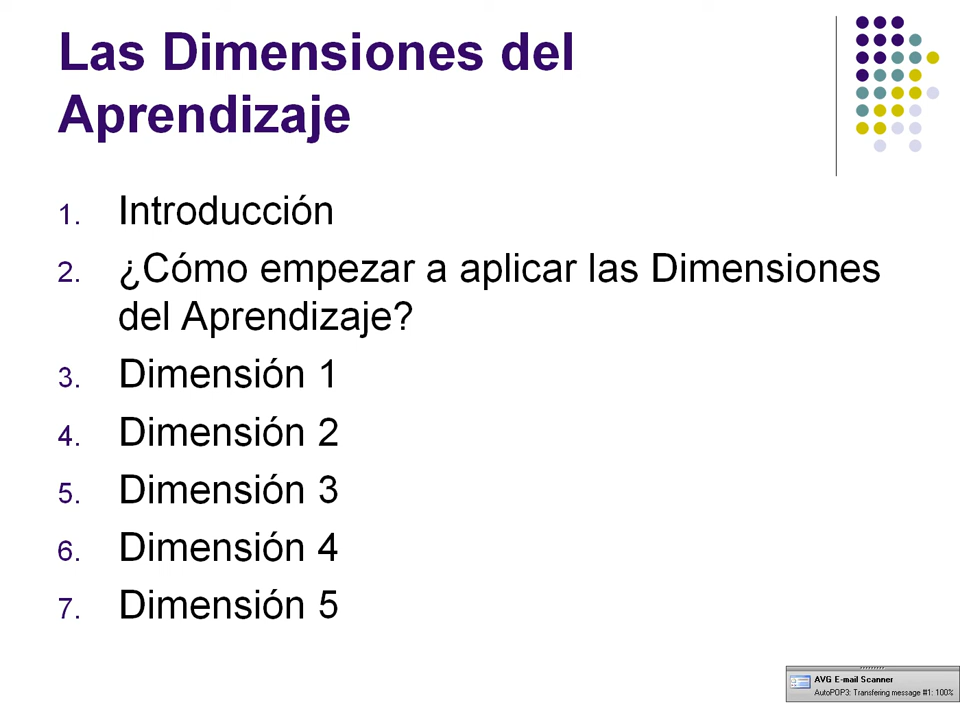 Las Dimensiones del
Aprendizaje
1. Introducción
2. ¿Cómo empezar a aplicar las Dimensiones
del Aprendizaje?
3. Dimensión 1
4. Dimensión 2
5. Dimensión 3
6. Dimensión 4
7. Dimensión 5
AVG E-mail Scanner
AutoPOP3: Transfering message #1: 100%